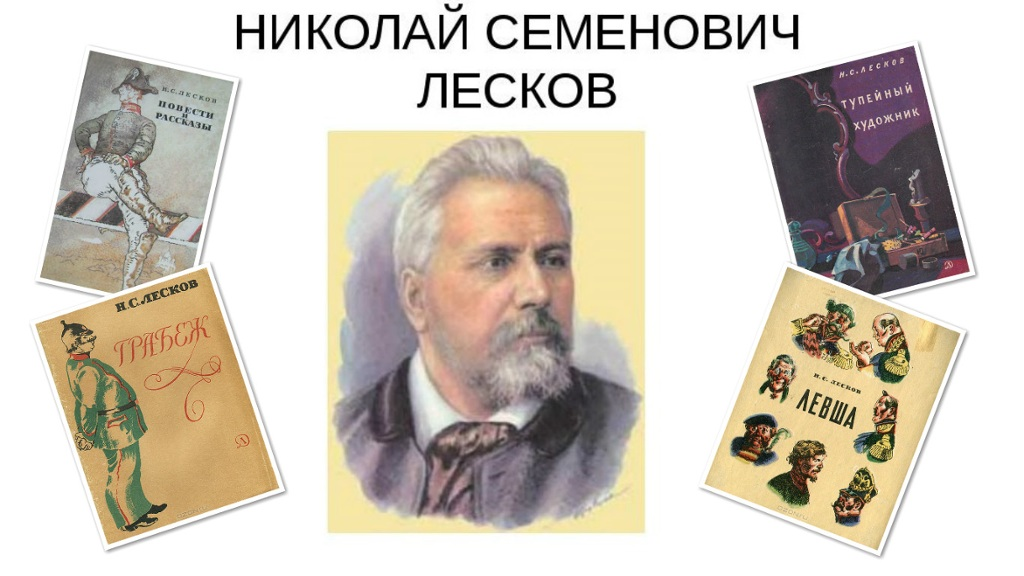 НИКОЛАЙ СЕМЕНОВИЧ
ЛЕСКОВ
Н.С.ЛЕСКОВ
ПОВЕСТИ
И
РАССКАЗЫ
Н.С.ЛЕСКОВ
ТУПЕЙНЫЙ
ХУДОЖНИК
Н.С.ЛЕСКОВ
ГРАБЕЖ
Н.С. ЛЕСКОВ
ЛЕВША